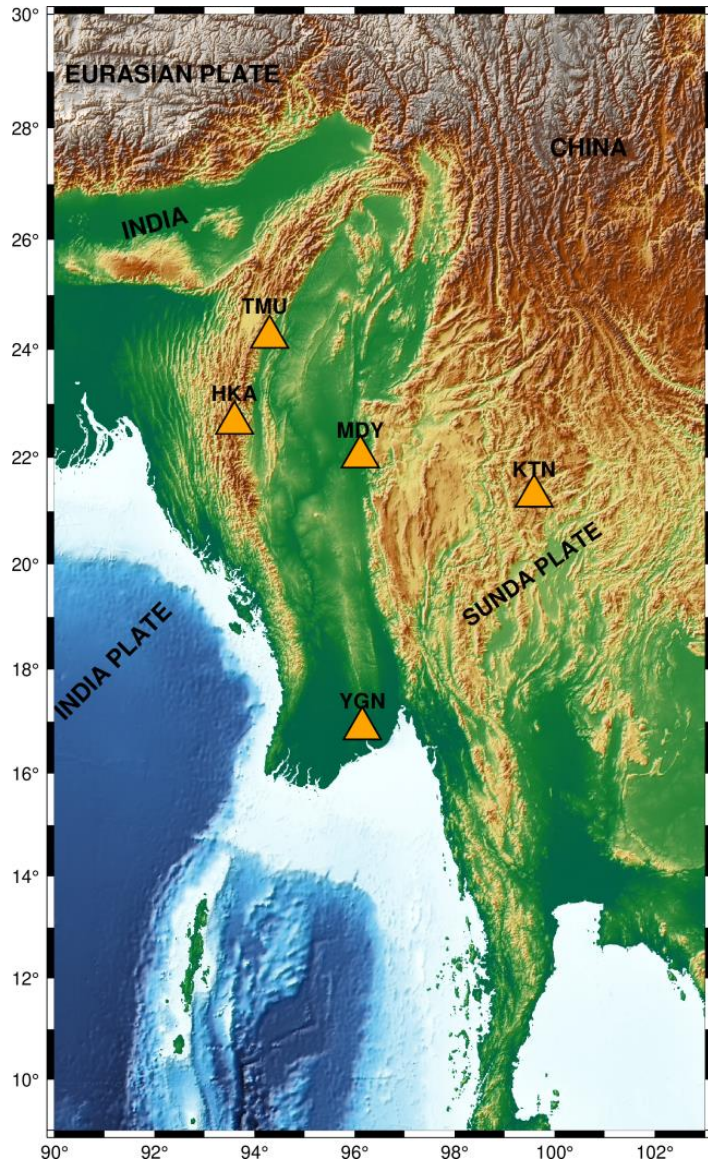 30°
EURASIAN PLATE
28°
CHINA
INDIA
26°
TMU
24°
HKA
MDY
22°
KTN
20°
SUNDA PLATE
INDIA PLATE
18°
YGN
16°
14°
12°
10°
90° 92° 94° 96° 98° 100° 102°